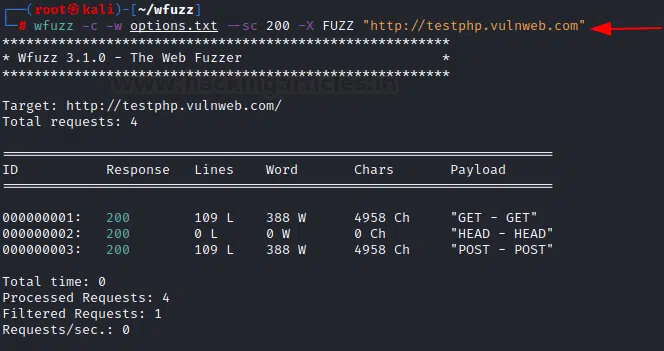 ┌──(root㉿kali)-[~/wfuzz]
└─# wfuzz -c -w options.txt --sc 200 -X FUZZ "http://testphp.vulnweb.com"
********************************************************
* Wfuzz 3.1.0 - The Web Fuzzer                         *
********************************************************
www.hackingarticles.in
Target: http://testphp.vulnweb.com/
Total requests: 4
=====================================================================
ID           Response   Lines    Word       Chars       Payload
=====================================================================
000000001:   200        109 L    388 W      4958 Ch     "GET - GET"
000000002:   200        0 L      0 W        0 Ch        "HEAD - HEAD"
000000003:   200        109 L    388 W      4958 Ch     "POST - POST"
Total time: 0
Processed Requests: 4
Filtered Requests: 1
Requests/sec.: 0